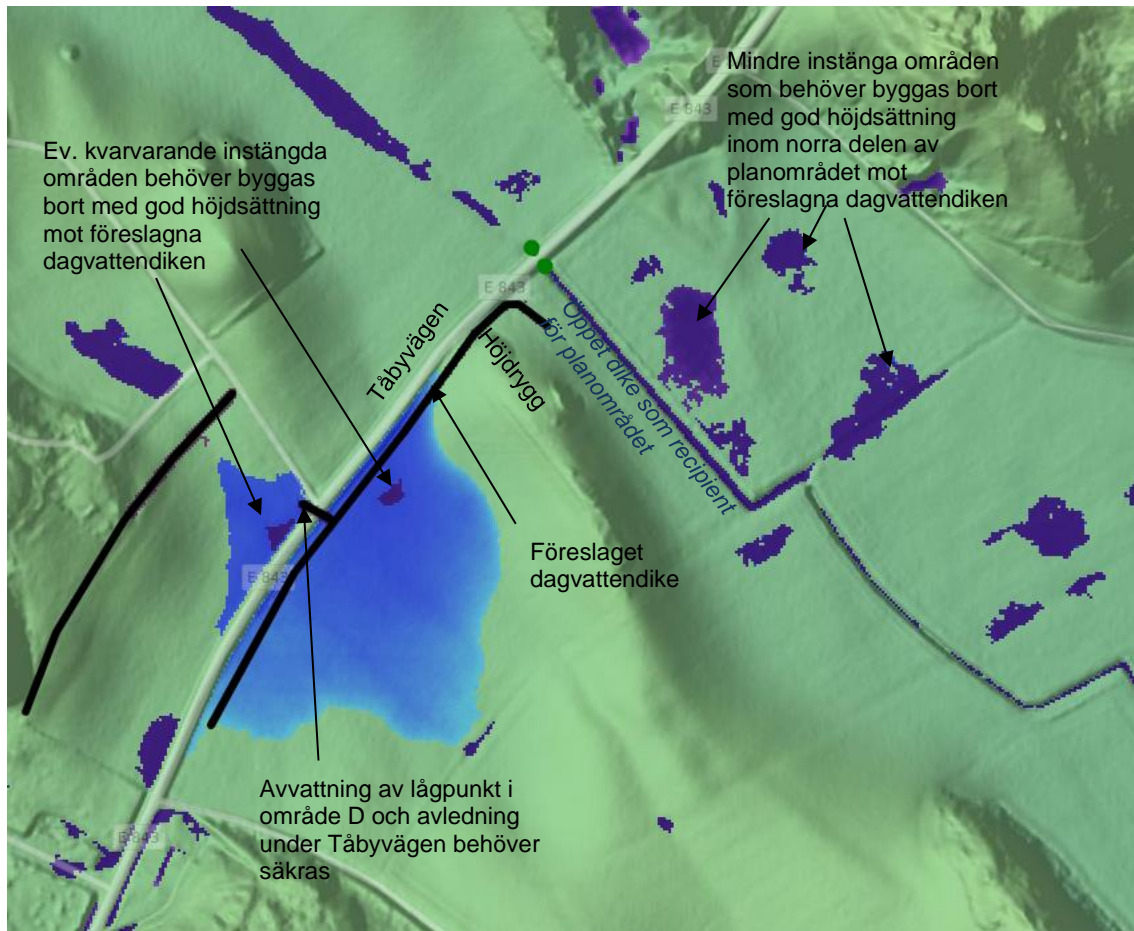 Mindre instänga områden
som behöver byggas bort
med god höjdsättning
inom norra delen av
planområdet mot
föreslagna dagvattendiken
E 843
Ev. kvarvarande instängda
områden behöver byggas
bort med god höjdsättning
mot föreslagna
dagvattendiken
E 843
Tåbyvägen
Höjdrygg
Öppet dike som recipient
för planområdet
Föreslaget
dagvattendike
E 843
Avvattning av lågpunkt i
område D och avledning
under Tåbyvägen behöver
säkras
E 843